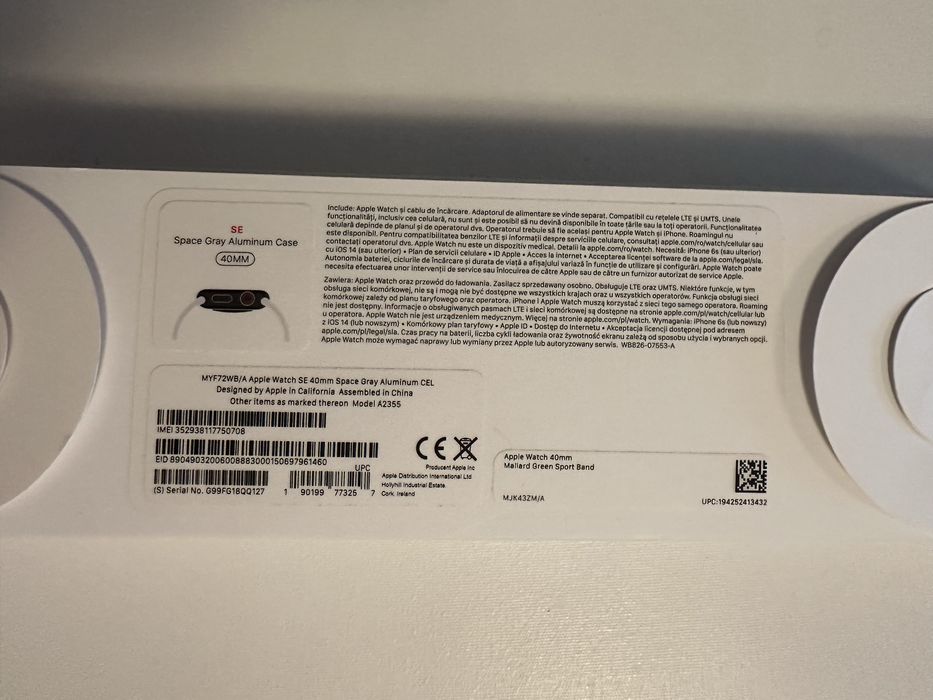 SE
Space Gray Aluminum Case
40MM
Include: Apple Watch și cablu de încărcare. Adaptorul de alimentare se vinde separat. Compatibil cu rețelele LTE și UMTS. Unele
funcționalități, inclusiv cea celulară, nu sunt și este posibil să nu devină disponibile în toate țările sau la toți operatorii. Funcționalitatea
celulară depinde de planul și de operatorul dvs. Operatorul trebuie să fie același pentru Apple Watch și iPhone. Roamingul nu
este disponibil. Pentru compatibilitatea benzilor LTE și informații despre serviciile celulare, consultați apple.com/ro/watch/cellular sau
contactați operatorul dvs. Apple Watch nu este un dispozitiv medical. Detalii la apple.com/ro/watch. Necesită: iPhone 6s (sau ulterior)
cu iOS 14 (sau ulterior) • Plan de servicii celulare • ID Apple • Acces la internet • Acceptarea licenței software de la apple.com/legal/sla.
Autonomia bateriei, ciclurile de încărcare și durata de viață a afișajului variază în funcție de utilizare și configurări. Apple Watch poate
necesita efectuarea unor intervenții de service sau înlocuirea de către Apple sau de către un furnizor autorizat de service Apple.
Zawiera: Apple Watch oraz przewód do ładowania. Zasilacz sprzedawany osobno. Obsługuje LTE oraz UMTS. Niektóre funkcje, w tym
obsługa sieci komórkowej, nie są i mogą nie być dostępne we wszystkich krajach oraz u wszystkich operatorów. Funkcja obsługi sieci
komórkowej zależy od planu taryfowego oraz operatora. iPhone i Apple Watch muszą korzystać z sieci tego samego operatora. Roaming
nie jest dostępny. Informacje o obsługiwanych pasmach LTE i sieci komórkowej są dostępne na stronie apple.com/pl/watch/cellular lub
u operatora. Apple Watch nie jest urządzeniem medycznym. Więcej na stronie apple.com/pl/watch. Wymagania: iPhone 6s (lub nowszy)
z iOS 14 (lub nowszym) • Komórkowy plan taryfowy • Apple ID • Dostęp do Internetu • Akceptacja licencji dostępnej pod adresem
apple.com/pl/legal/sla. Czas pracy na baterii, liczba cykli ładowania oraz żywotność ekranu zależą od sposobu użycia i wybranych opcji.
Apple Watch może wymagać naprawy lub wymiany przez Apple lub autoryzowany serwis. WB826-07553-A
MYF72WB/A Apple Watch SE 40mm Space Gray Aluminum CEL
Designed by Apple in California Assembled in China
Other items as marked thereon Model A2355
IMEI 352938117750708
EID 89049032006008883000150697961460
UPC
(S) Serial No. G99FG18QQ127
1 90199 77325 7
CE
Producent Apple Inc
Apple Distribution International Ltd
Hollyhill Industrial Estate
Cork, Ireland
Apple Watch 40mm
Mallard Green Sport Band
MJK43ZM/A
UPC:194252413432